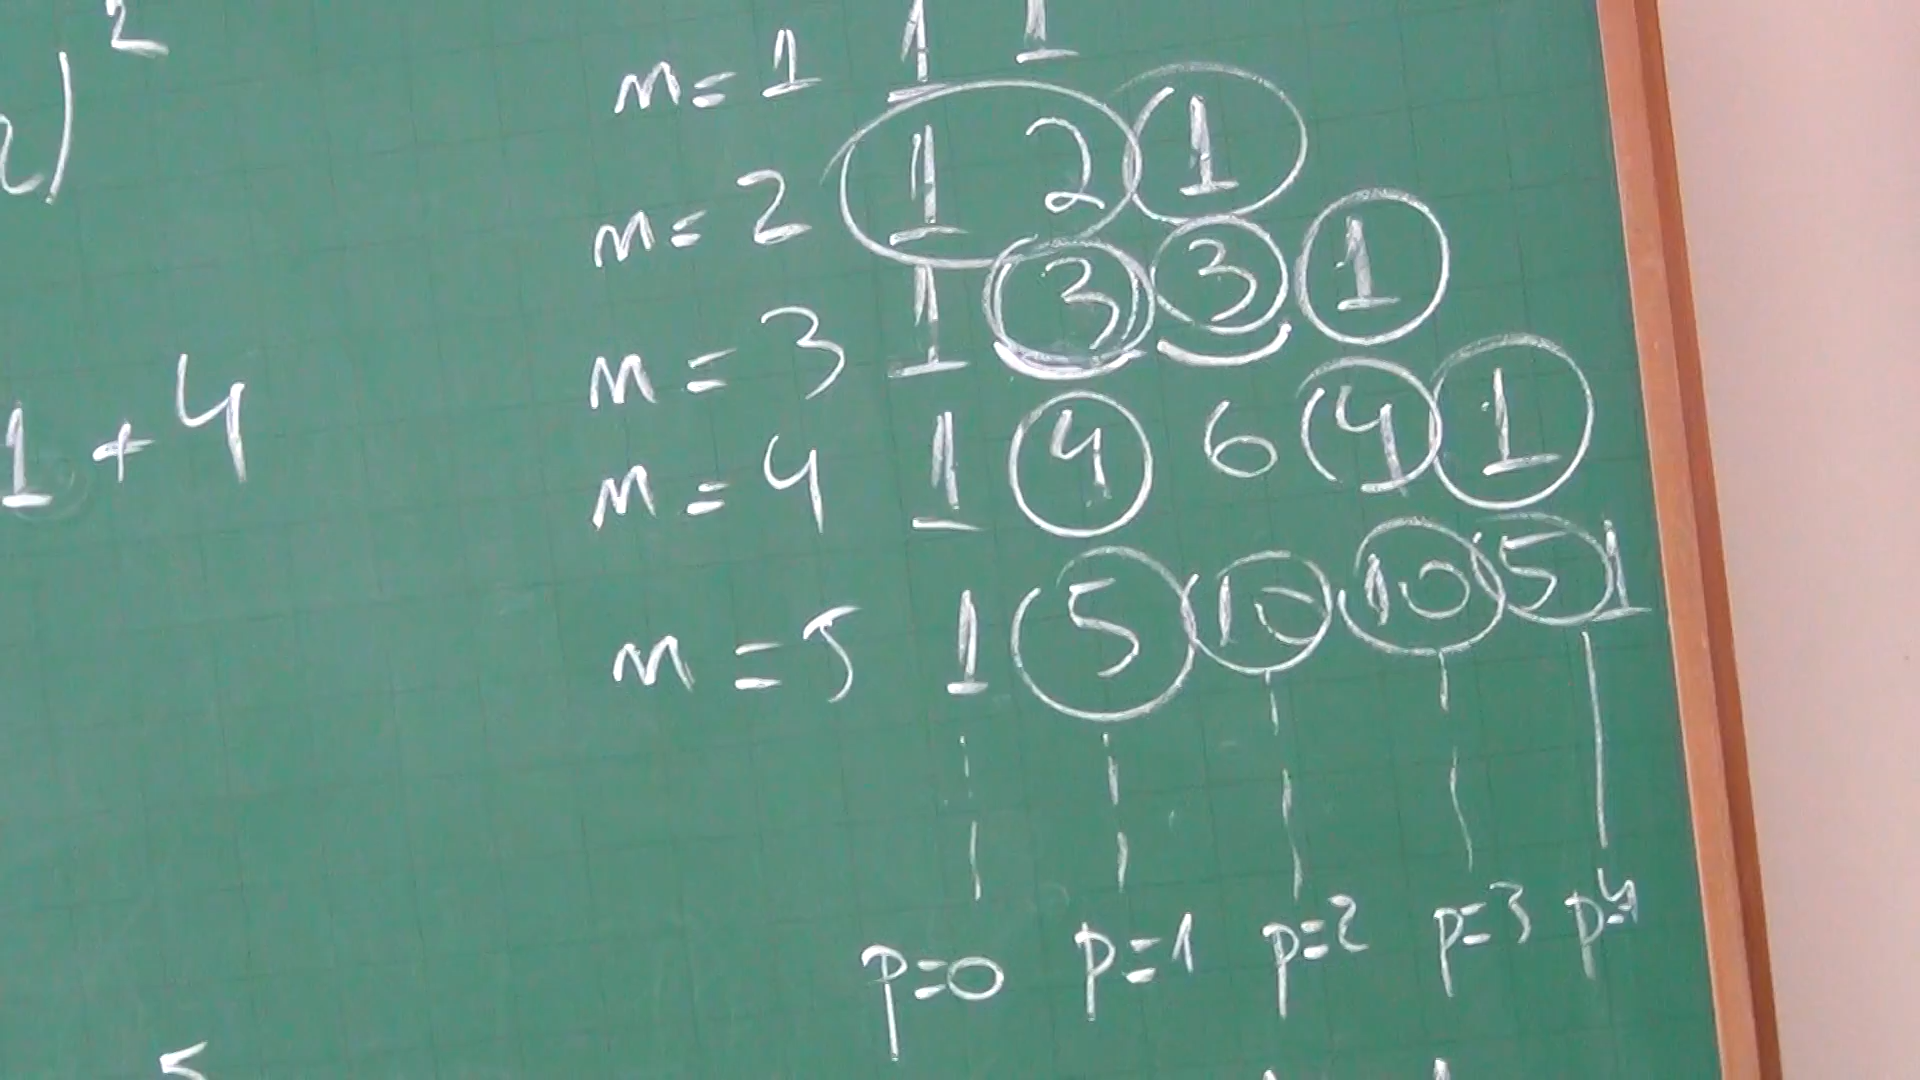 2
2)
m=1 1 1
m=2 1 2 1
m=3 1 3 3 1
1+4
m=4 1 4 6 4 1
m=5 1 5 10 10 5 1
p=0 p=1 p=2 p=3 p=4
5